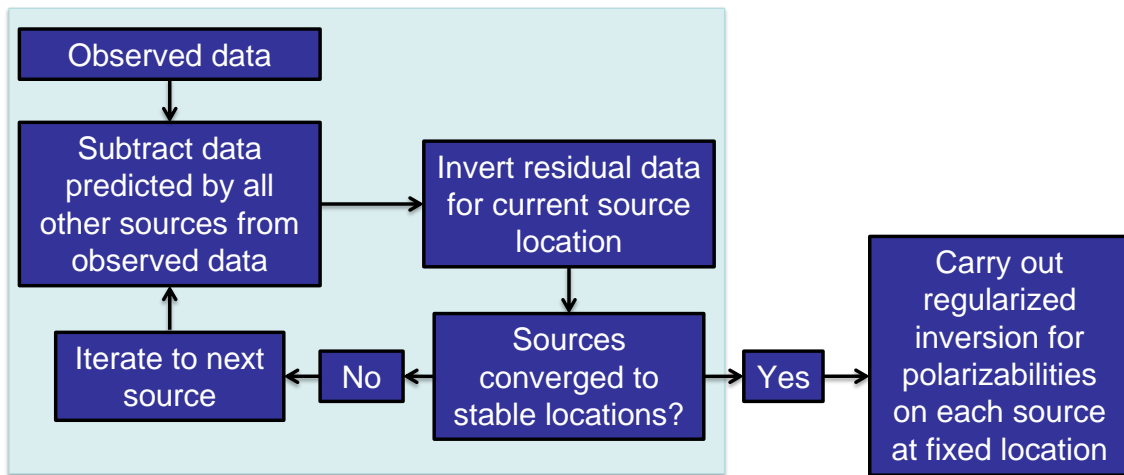 Observed data
Subtract data
predicted by all
other sources from
observed data
Invert residual data
for current source
location
Sources
converged to
stable locations?
No
Iterate to next
source
Yes
Carry out
regularized
inversion for
polarizabilities
on each source
at fixed location